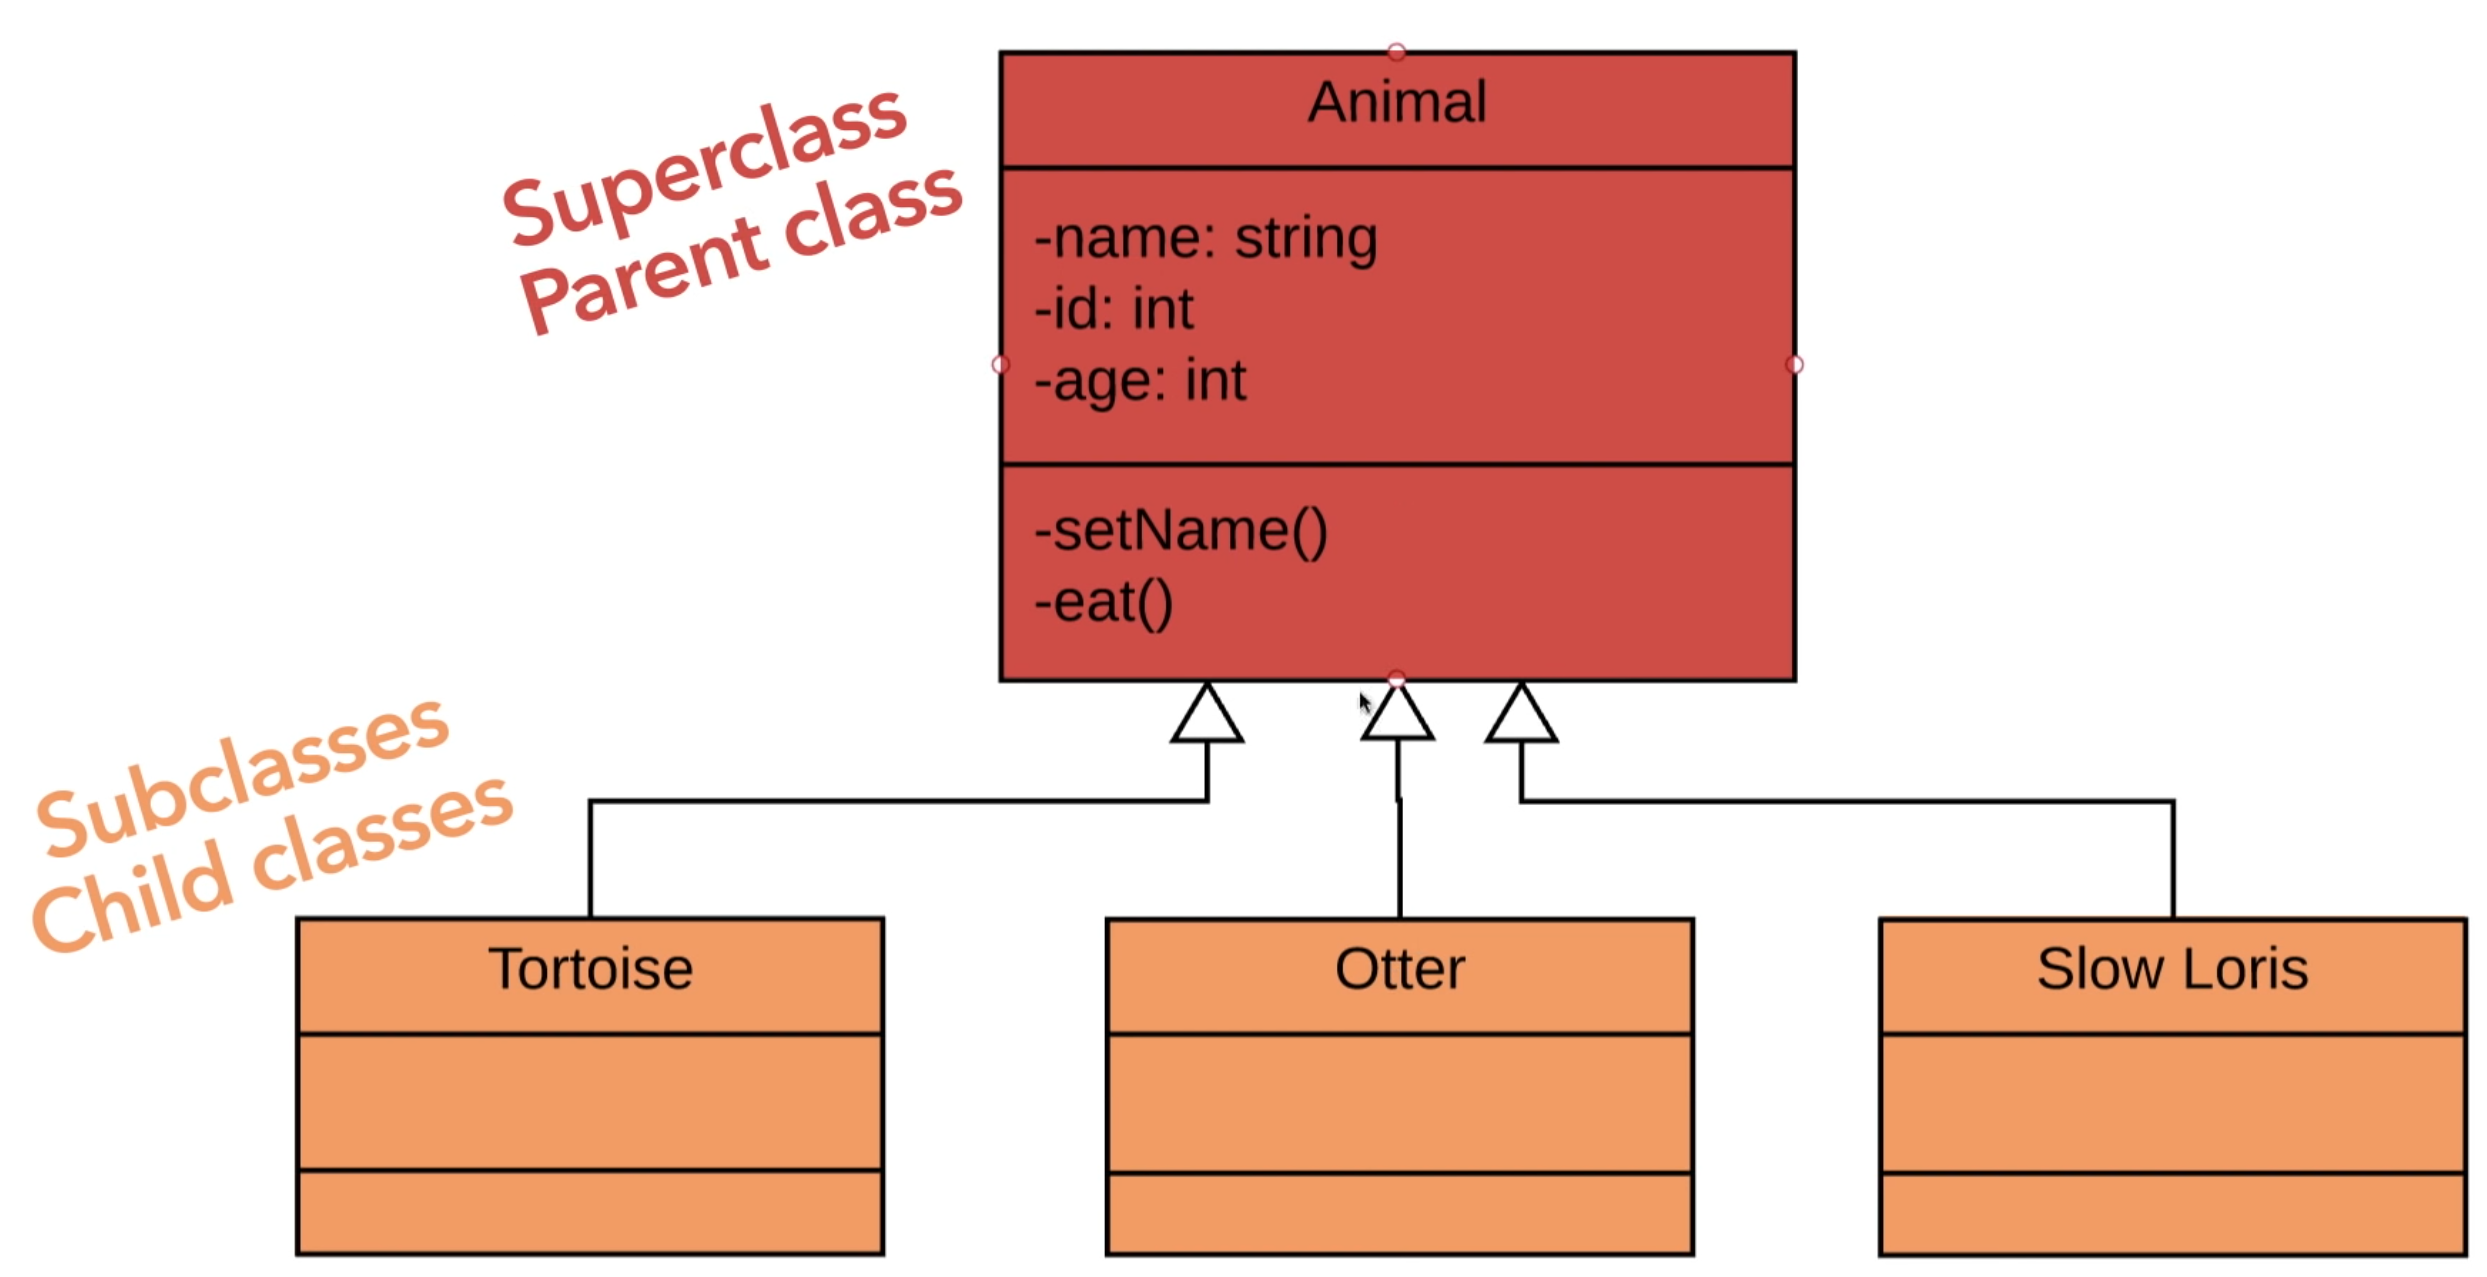 Superclass
Parent class
Animal
-name: string
-id: int
-age: int
-setName()
-eat()
Subclasses
Child classes
Tortoise
Otter
Slow Loris